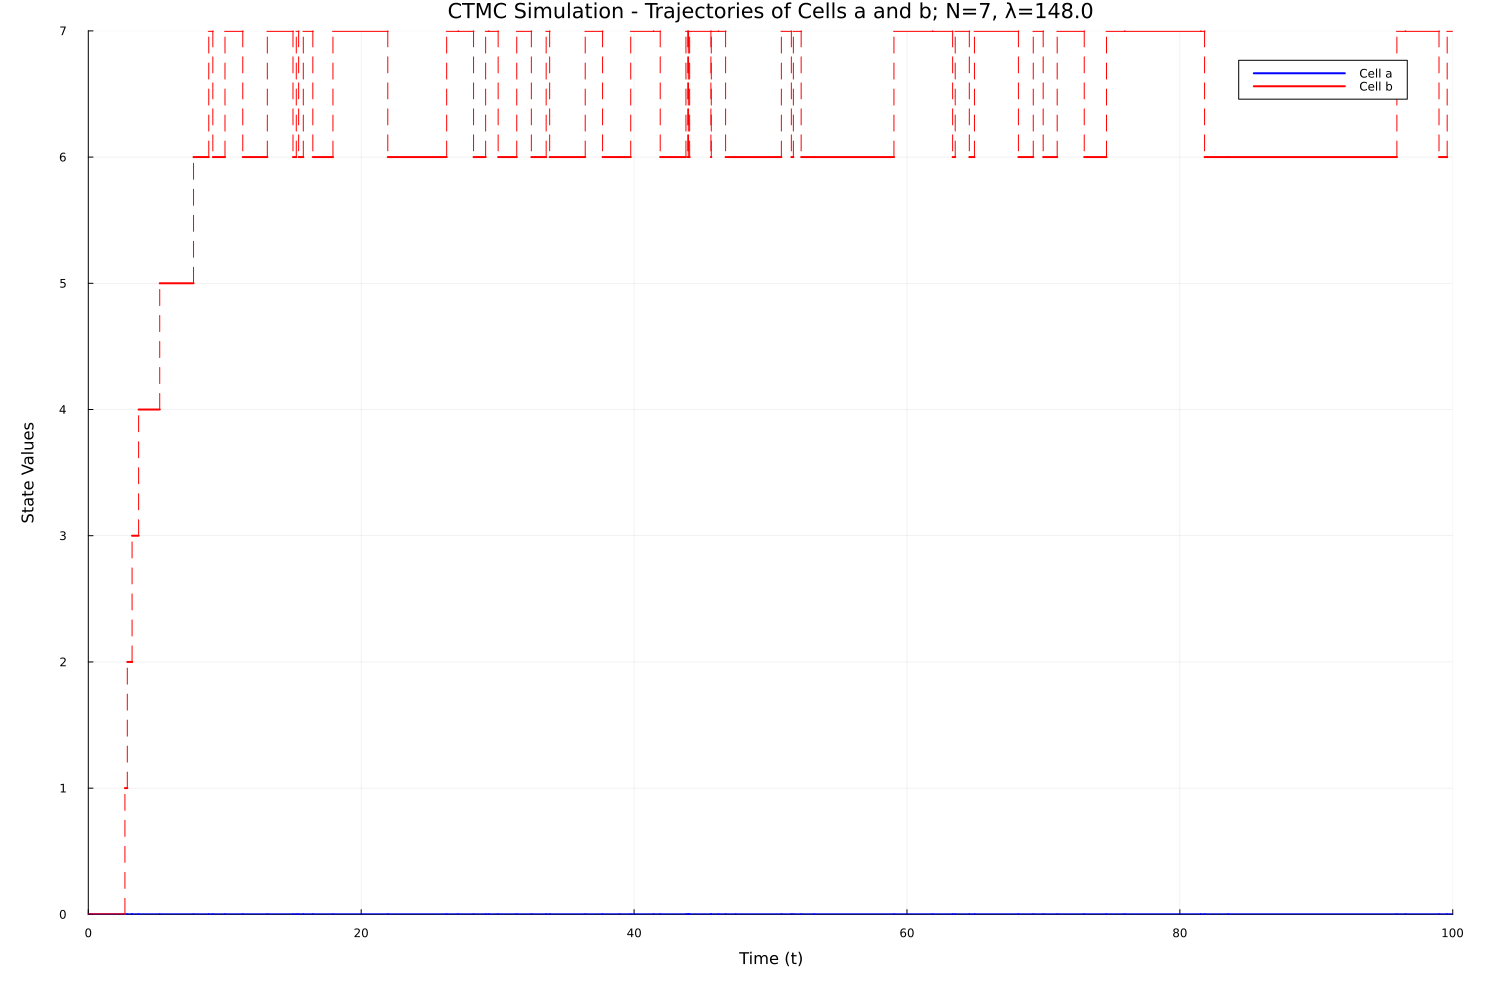 CTMC Simulation - Trajectories of Cells a and b; N=7, λ=148.0
7
Cell a
Cell b
6
5
4
State Values
3
2
1
0
0 20 40 60 80 100
Time (t)